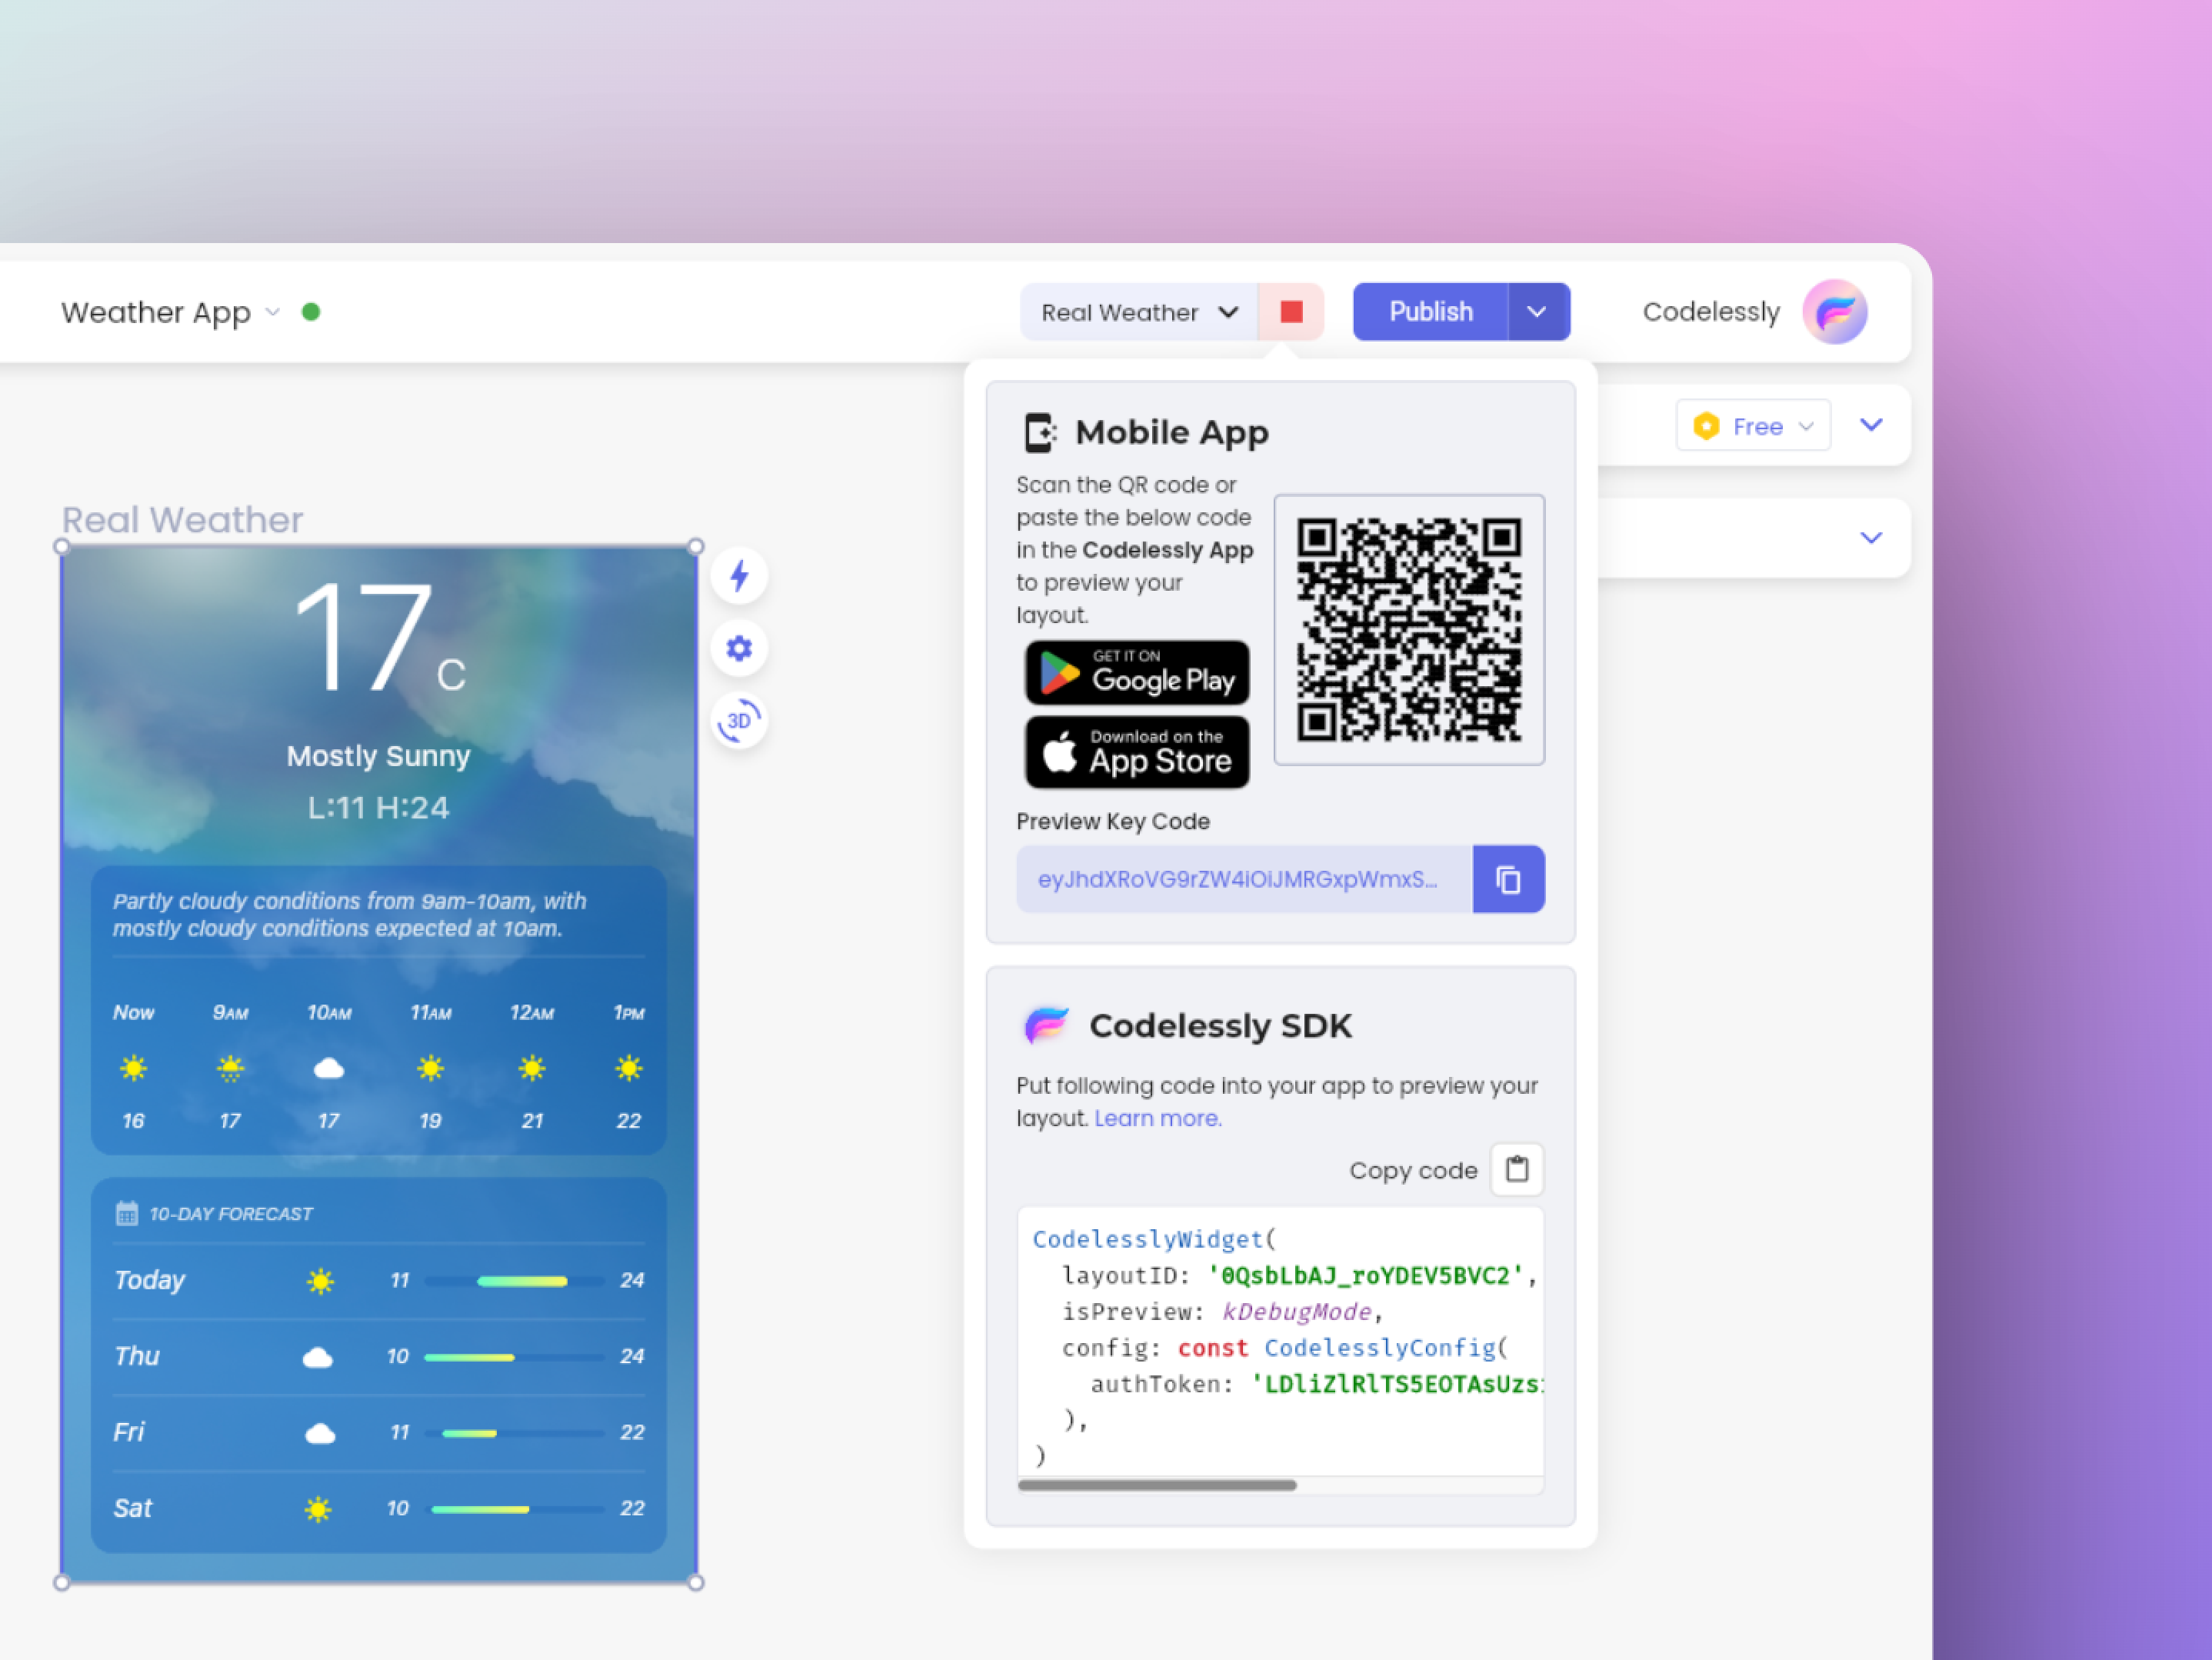 Weather App
Real Weather
Publish
Codelessly
Free
Real Weather
17 C
Mostly Sunny
L:11 H:24
Partly cloudy conditions from 9am-10am, with
mostly cloudy conditions expected at 10am.
Now 9AM 10AM 11AM 12AM 1PM
16 17 17 19 21 22
10-DAY FORECAST
Today 11 24
Thu 10 24
Fri 11 22
Sat 10 22
3D
Mobile App
Scan the QR code or
paste the below code
in the Codelessly App
to preview your
layout.
GET IT ON
Google Play
Download on the
App Store
Preview Key Code
eyJhdXRoVG9rZW4iOiJMRGxpWmxS...
Codelessly SDK
Put following code into your app to preview your
layout. Learn more.
Copy code
CodelesslyWidget(
layoutID: '0QsbLbAJ_roYDEV5BVC2',
isPreview: kDebugMode,
config: const CodelesslyConfig(
authToken: 'LDliZlRlTS5EOTAsUzs
),
)